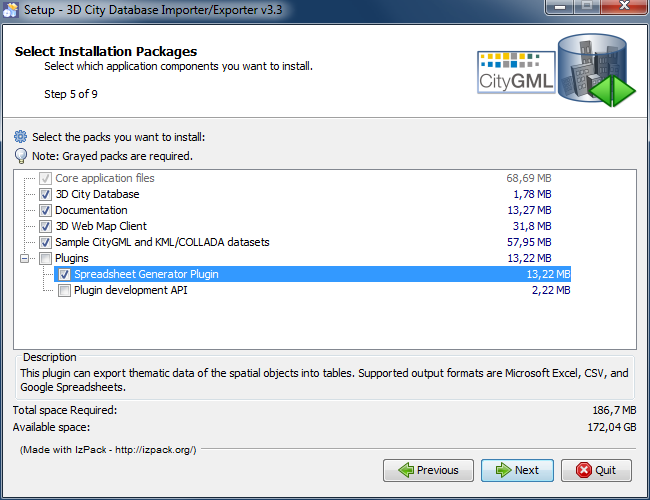 Setup - 3D City Database Importer/Exporter v3.3
Select Installation Packages
Select which application components you want to install.
Step 5 of 9
CityGML
Select the packs you want to install:
Note: Grayed packs are required.
Core application files 68,69 MB
3D City Database 1,78 MB
Documentation 13,27 MB
3D Web Map Client 31,8 MB
Sample CityGML and KML/COLLADA datasets 57,95 MB
Plugins 13,22 MB
Spreadsheet Generator Plugin 13,22 MB
Plugin development API 2,22 MB
Description
This plugin can export thematic data of the spatial objects into tables. Supported output formats are Microsoft Excel, CSV, and
Google Spreadsheets.
Total space Required: 186,7 MB
Available space: 172,04 GB
(Made with IzPack - http://izpack.org/)
Previous Next Quit